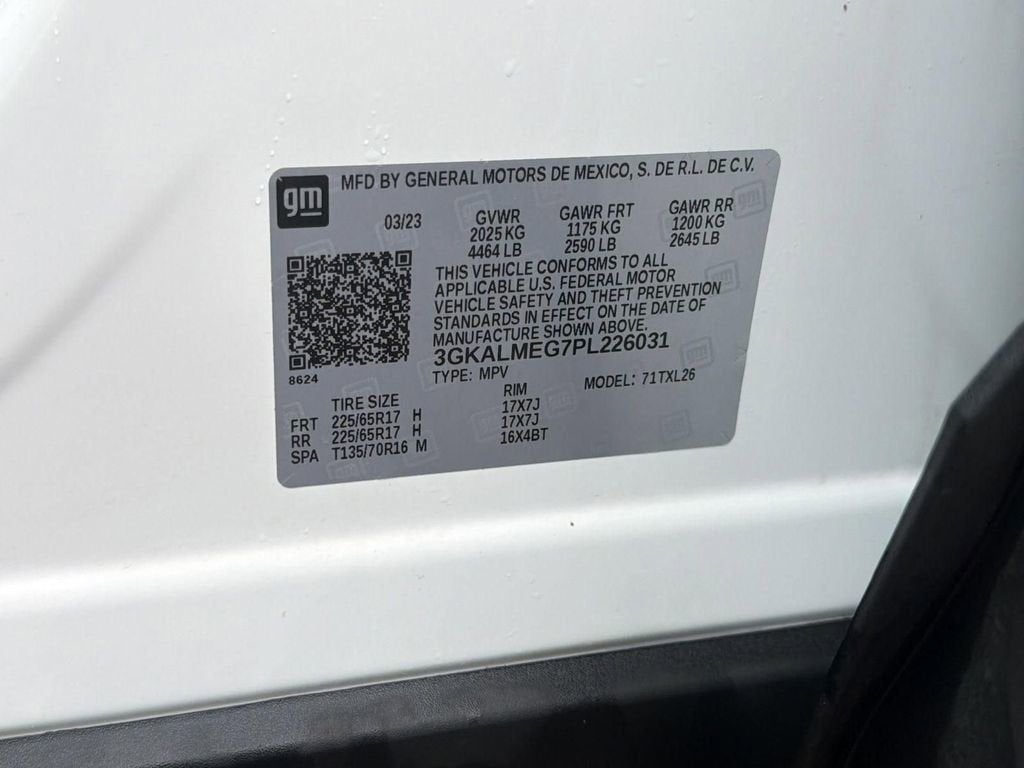 gm MFD BY GENERAL MOTORS DE MEXICO, S. DE R.L. DE C.V.
03/23 GVWR GAWR FRT GAWR RR
2025 KG 1175 KG 1200 KG
4464 LB 2590 LB 2645 LB
THIS VEHICLE CONFORMS TO ALL
APPLICABLE U.S. FEDERAL MOTOR
VEHICLE SAFETY AND THEFT PREVENTION
STANDARDS IN EFFECT ON THE DATE OF
MANUFACTURE SHOWN ABOVE.
3GKALMEG7PL226031
8624
TYPE: MPV MODEL: 71TXL26
TIRE SIZE RIM
FRT 225/65R17 H 17X7J
RR 225/65R17 H 17X7J
SPA T135/70R16 M 16X4BT